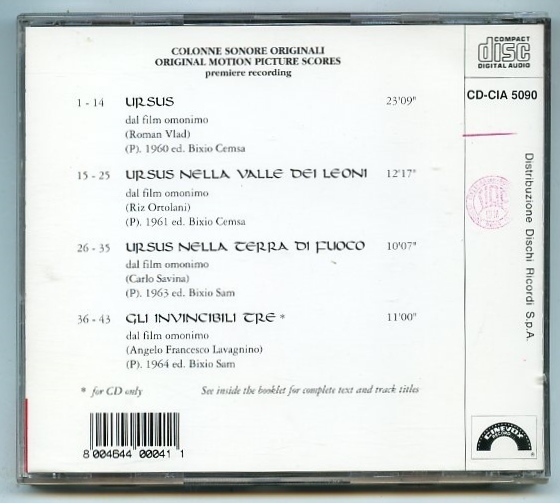 COLONNE SONORE ORIGINALI
ORIGINAL MOTION PICTURE SCORES
premiere recording
1 - 14 URSUS 23'09"
dal film omonimo
(Roman Vlad)
(P). 1960 ed. Bixio Cemsa
15 - 25 URSUS NELLA VALLE DEI LEONI 12'17"
dal film omonimo
(Riz Ortolani)
(P). 1961 ed. Bixio Cemsa
26 - 35 URSUS NELLA TERRA DI FUOCO 10'07"
dal film omonimo
(Carlo Savina)
(P). 1963 ed. Bixio Sam
36 - 43 GLI INVINCIBILI TRE * 11'00"
dal film omonimo
(Angelo Francesco Lavagnino)
(P). 1964 ed. Bixio Sam
* for CD only See inside the booklet for complete text and track titles
8 004644 00041 1
COMPACT
disc
DIGITAL AUDIO
CD-CIA 5090
Distribuzione Dischi Ricordi S.p.A.
CINEVOX
RECORD